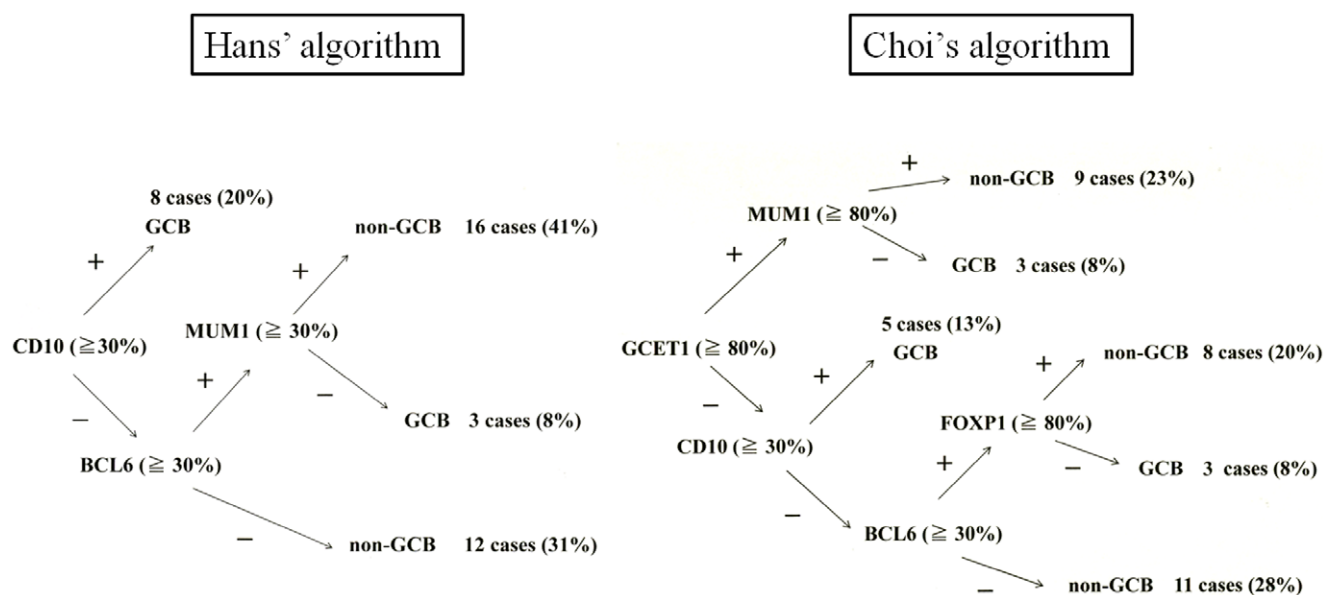 Hans’ algorithm
8 cases (20%)
GCB
+
non-GCB 16 cases (41%)
+
CD10 (≧30%)
MUM1 (≧ 30%)
−
+
−
GCB 3 cases (8%)
BCL6 (≧ 30%)
−
non-GCB 12 cases (31%)
Choi’s algorithm
+
non-GCB 9 cases (23%)
MUM1 (≧ 80%)
+
−
GCB 3 cases (8%)
GCET1 (≧ 80%)
5 cases (13%)
GCB
−
+
CD10 (≧ 30%)
+
non-GCB 8 cases (20%)
FOXP1 (≧ 80%)
+
−
GCB 3 cases (8%)
−
BCL6 (≧ 30%)
−
non-GCB 11 cases (28%)